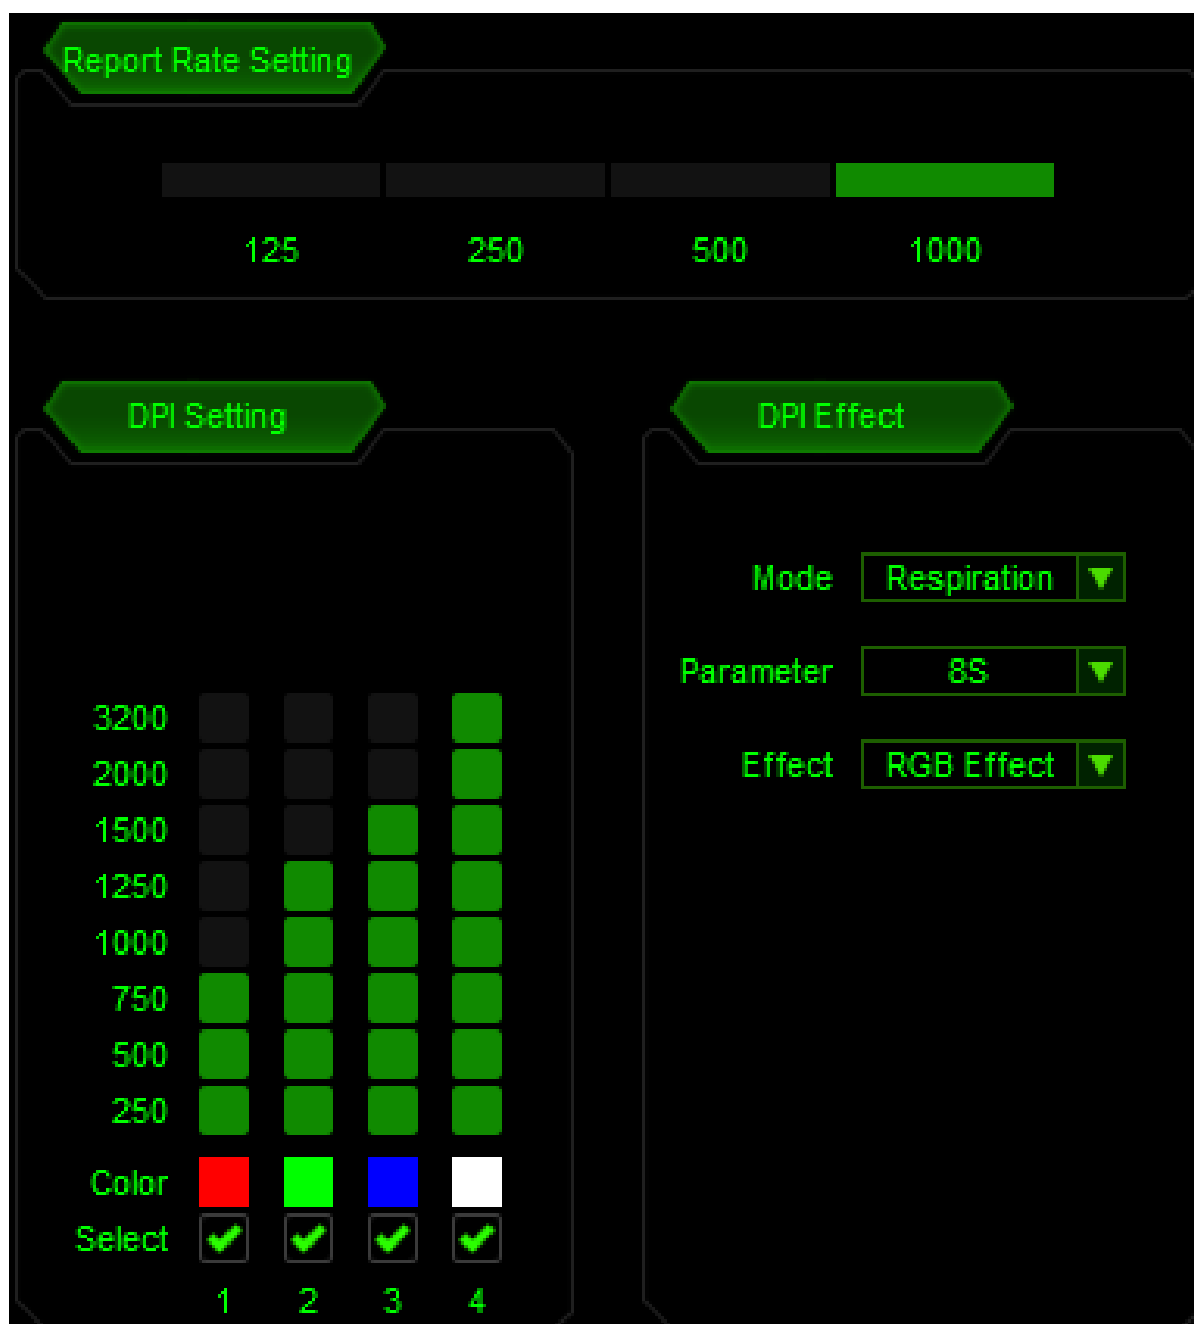 Report Rate Setting
125 250 500 1000
DPI Setting
3200
2000
1500
1250
1000
750
500
250
Color
Select
1 2 3 4
DPI Effect
Mode Respiration
Parameter 8S
Effect RGB Effect